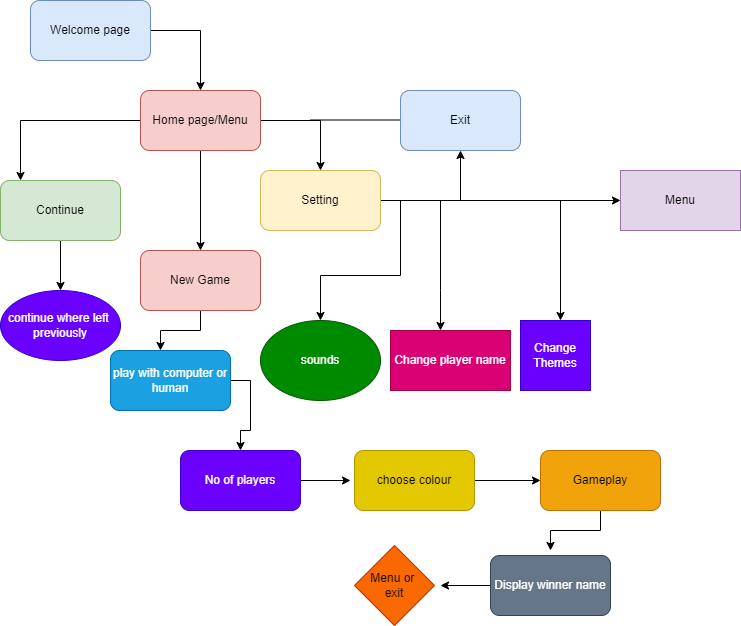 Welcome page
Home page/Menu
Exit
Continue
Setting
Menu
New Game
continue where left
previously
sounds
Change player name
Change
Themes
play with computer or
human
No of players
choose colour
Gameplay
Menu or
exit
Display winner name